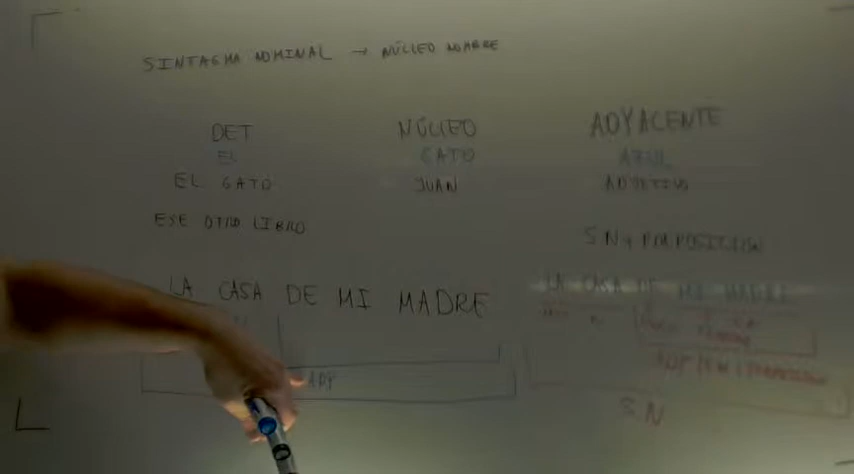 SINTAGMA NOMINAL → NÚCLEO NOMBRE
DET NÚCLEO ADYACENTE
EL GATO AZUL
EL GATO JUAN ADJETIVO
ESE OTRO LIBRO
SN + PREPOSICIÓN
LA CASA DE MI MADRE LA CASA DE MI MADRE
ADY
SN